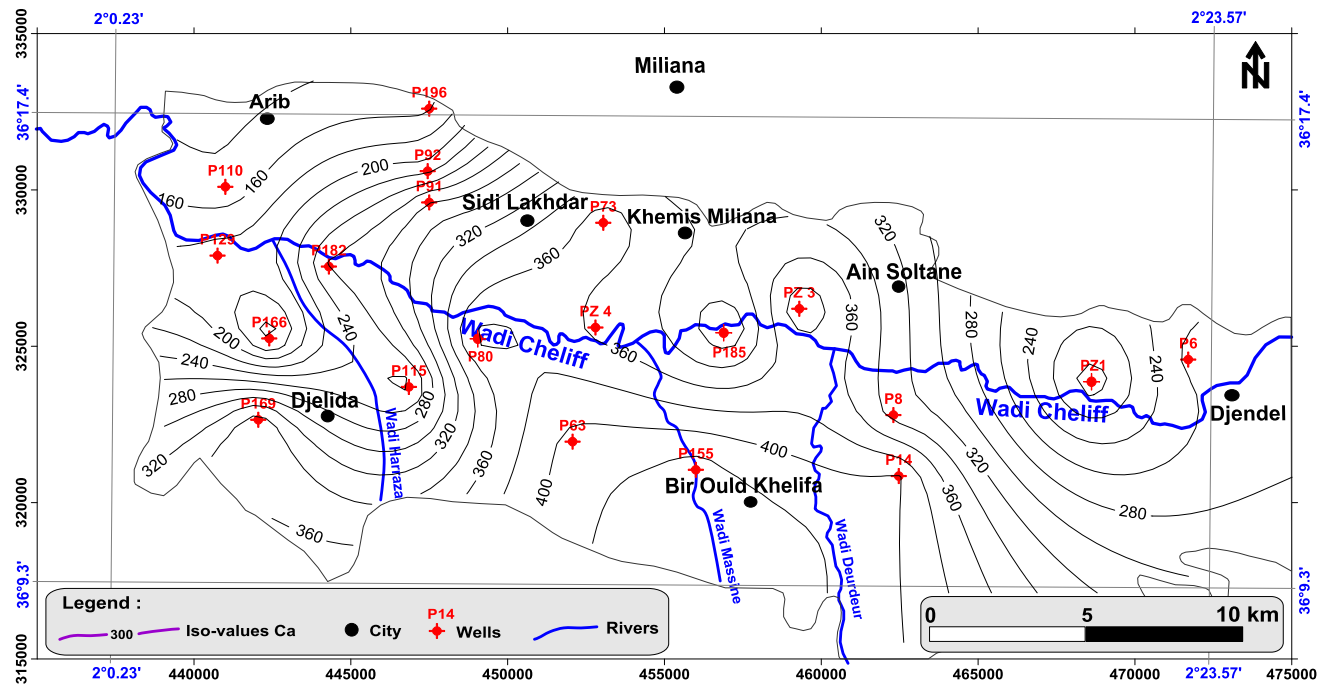 2°0.23' 2°23.57'
335000
36°17.4' 36°17.4'
N
Miliana
Arib
P196
P92
200
P110
160
P91
160
330000
Sidi Lakhdar
P73
Khemis Miliana
320
320
P129
P182
360
Ain Soltane
PZ 3
P166
PZ 4
360
280
200
240
240
Wadi Cheliff
P185
P6
325000
P80
360
240
240
P115
PZ1
280
Djelida
280
P169
P8
Wadi Cheliff
Djendel
Wadi Harraza
P63
320
400
P155
P14
320
320
360
Bir Ould Khelifa
400
360
320000
280
360
Wadi Massine
Wadi Deurdeur
36°9.3' 36°9.3'
Legend :
300 Iso-values Ca
City
P14
Wells
Rivers
0 5 10 km
315000
2°0.23' 2°23.57'
440000 445000 450000 455000 460000 465000 470000 475000